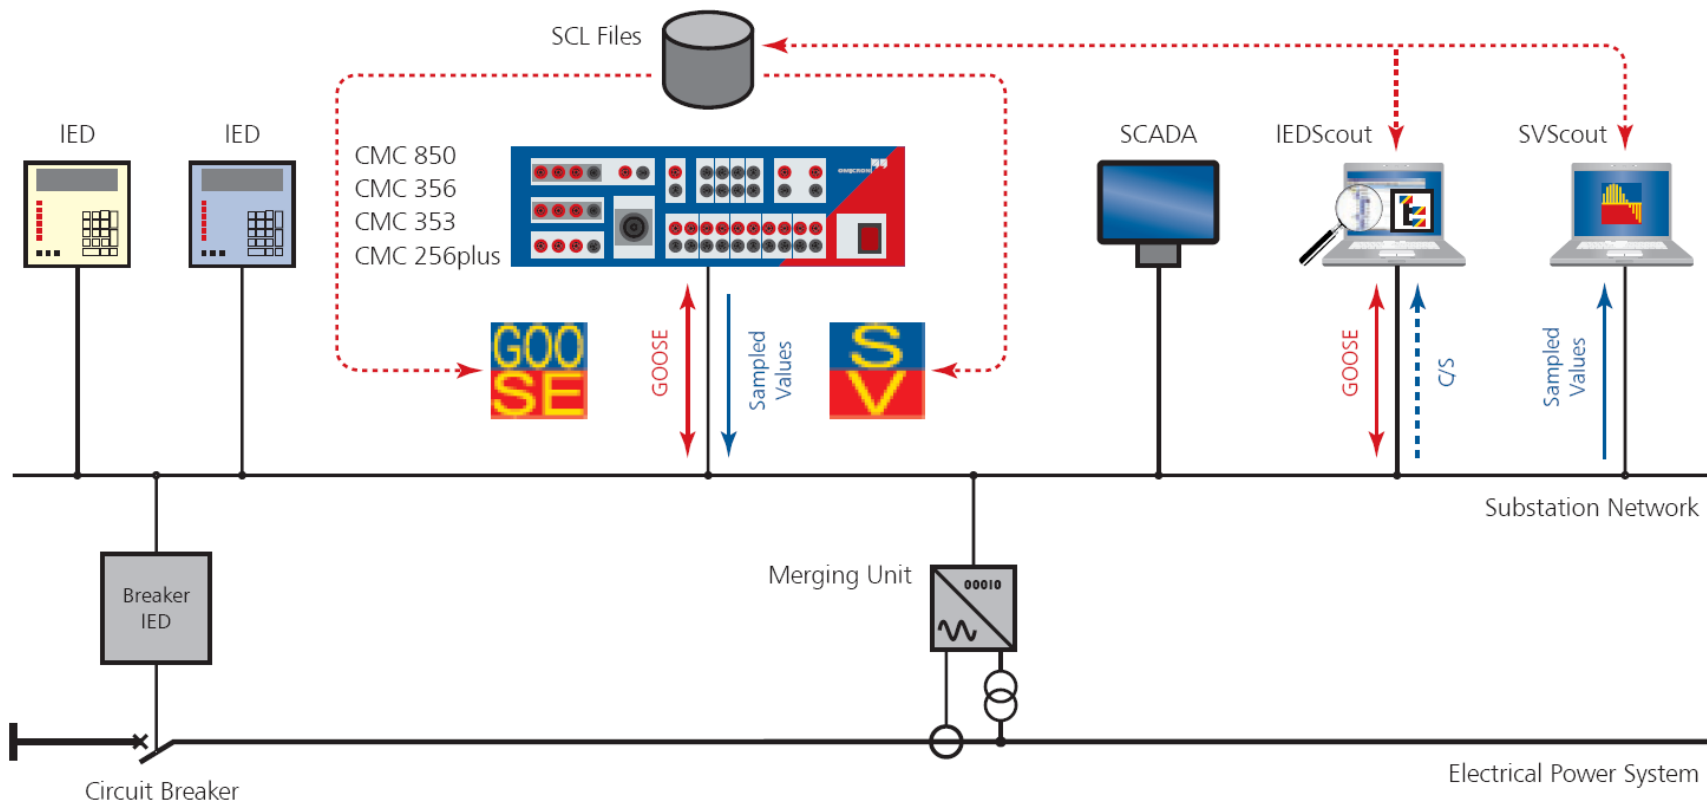 SCL Files
IED
IED
CMC 850
CMC 356
CMC 353
CMC 256plus
OMICRON
SCADA
IEDScout
SVScout
GOO
SE
GOOSE
Sampled
Values
S
V
GOOSE
C/S
Sampled
Values
Substation Network
Breaker
IED
Merging Unit
00010
Circuit Breaker
Electrical Power System